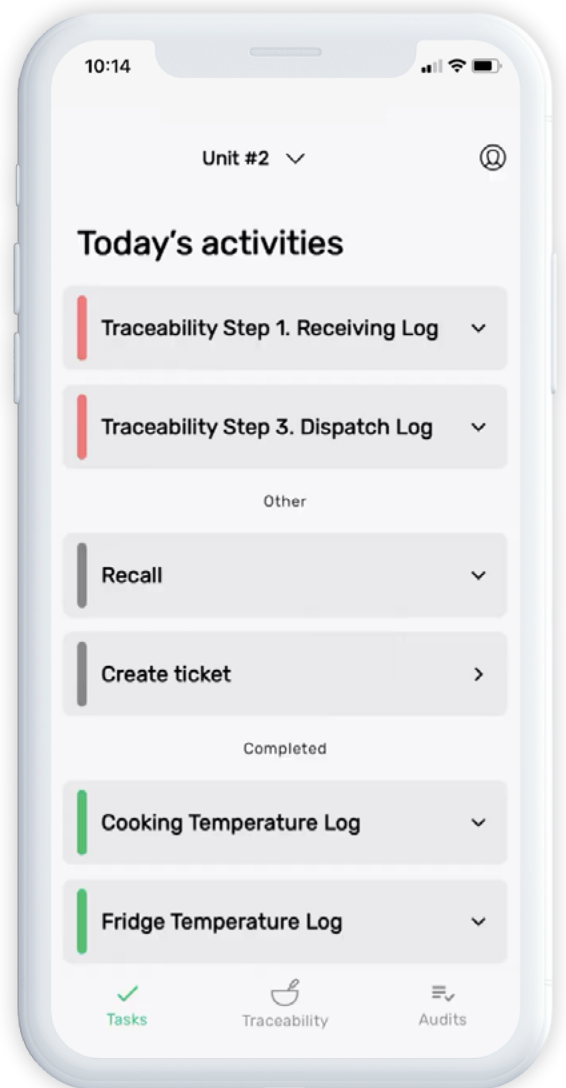 10:14
Unit #2
Today's activities
Traceability Step 1. Receiving Log
Traceability Step 3. Dispatch Log
Other
Recall
Create ticket
Completed
Cooking Temperature Log
Fridge Temperature Log
Tasks
Traceability
Audits